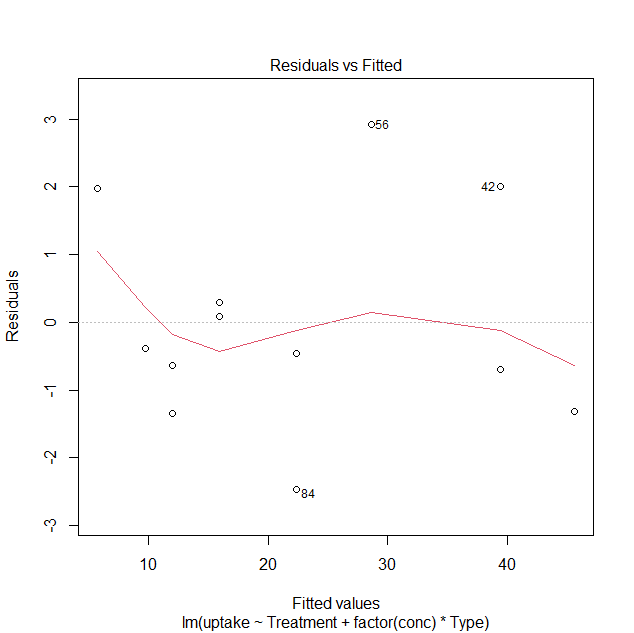 Residuals vs Fitted
Residuals
3
2
1
0
-1
-2
-3
56
42
84
10 20 30 40
Fitted values
lm(uptake ~ Treatment + factor(conc) * Type)